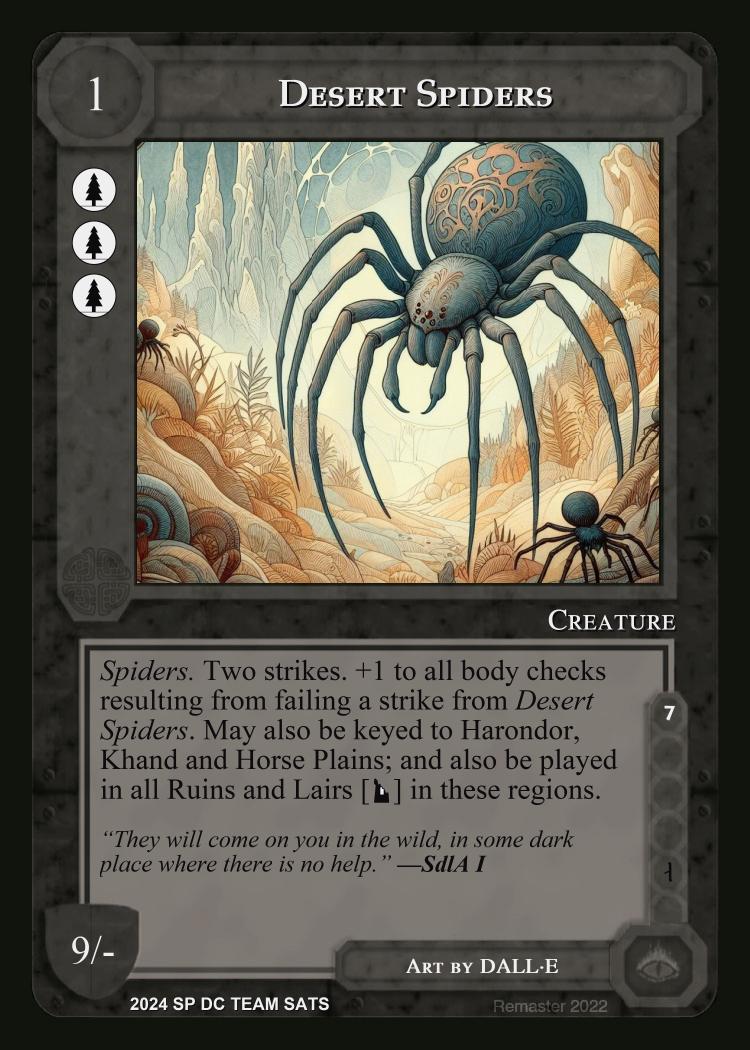 1
Desert Spiders
Creature
Spiders. Two strikes. +1 to all body checks
resulting from failing a strike from Desert
Spiders. May also be keyed to Harondor,
Khand and Horse Plains; and also be played
in all Ruins and Lairs [ ] in these regions.
7
“They will come on you in the wild, in some dark
place where there is no help.” —SdlA I
9/-
Art by DALL·E
2024 SP DC TEAM SATS
Remaster 2022